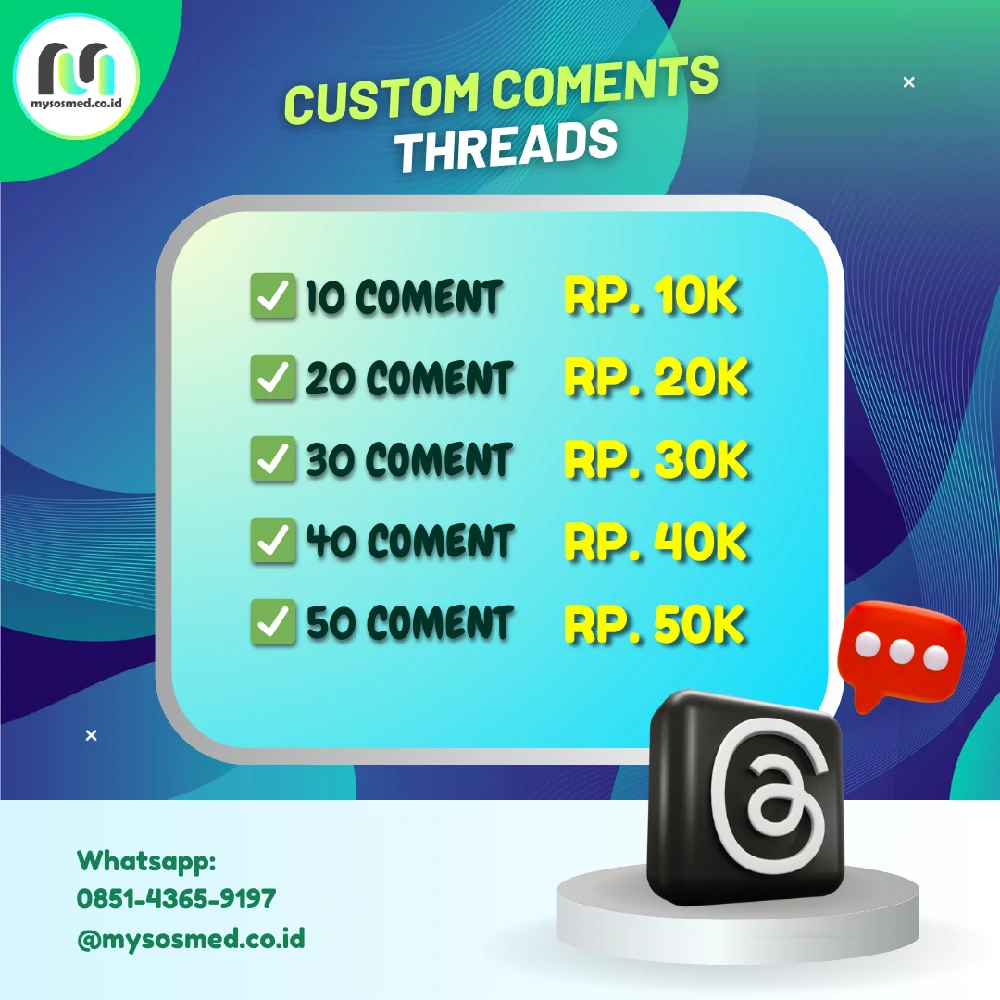 mysosmed.co.id
CUSTOM COMENTS
THREADS
10 COMENT RP. 10K
20 COMENT RP. 20K
30 COMENT RP. 30K
40 COMENT RP. 40K
50 COMENT RP. 50K
Whatsapp:
0851-4365-9197
@mysosmed.co.id